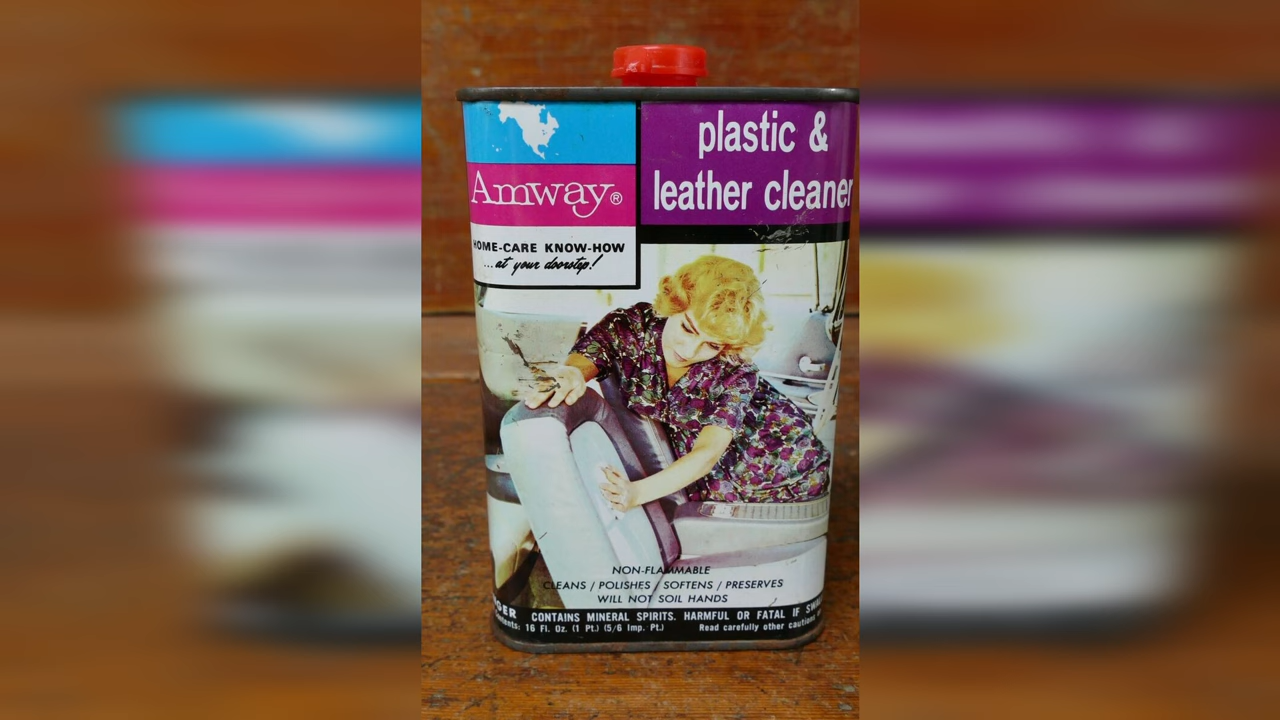 Amway®
HOME-CARE KNOW-HOW
...at your doorstep!
plastic &
leather cleaner
NON-FLAMMABLE
CLEANS / POLISHES / SOFTENS / PRESERVES
WILL NOT SOIL HANDS
CONTAINS MINERAL SPIRITS. HARMFUL OR FATAL IF
16 Fl. Oz. (1 Pt.) (5/6 Imp. Pt.) Read carefully other